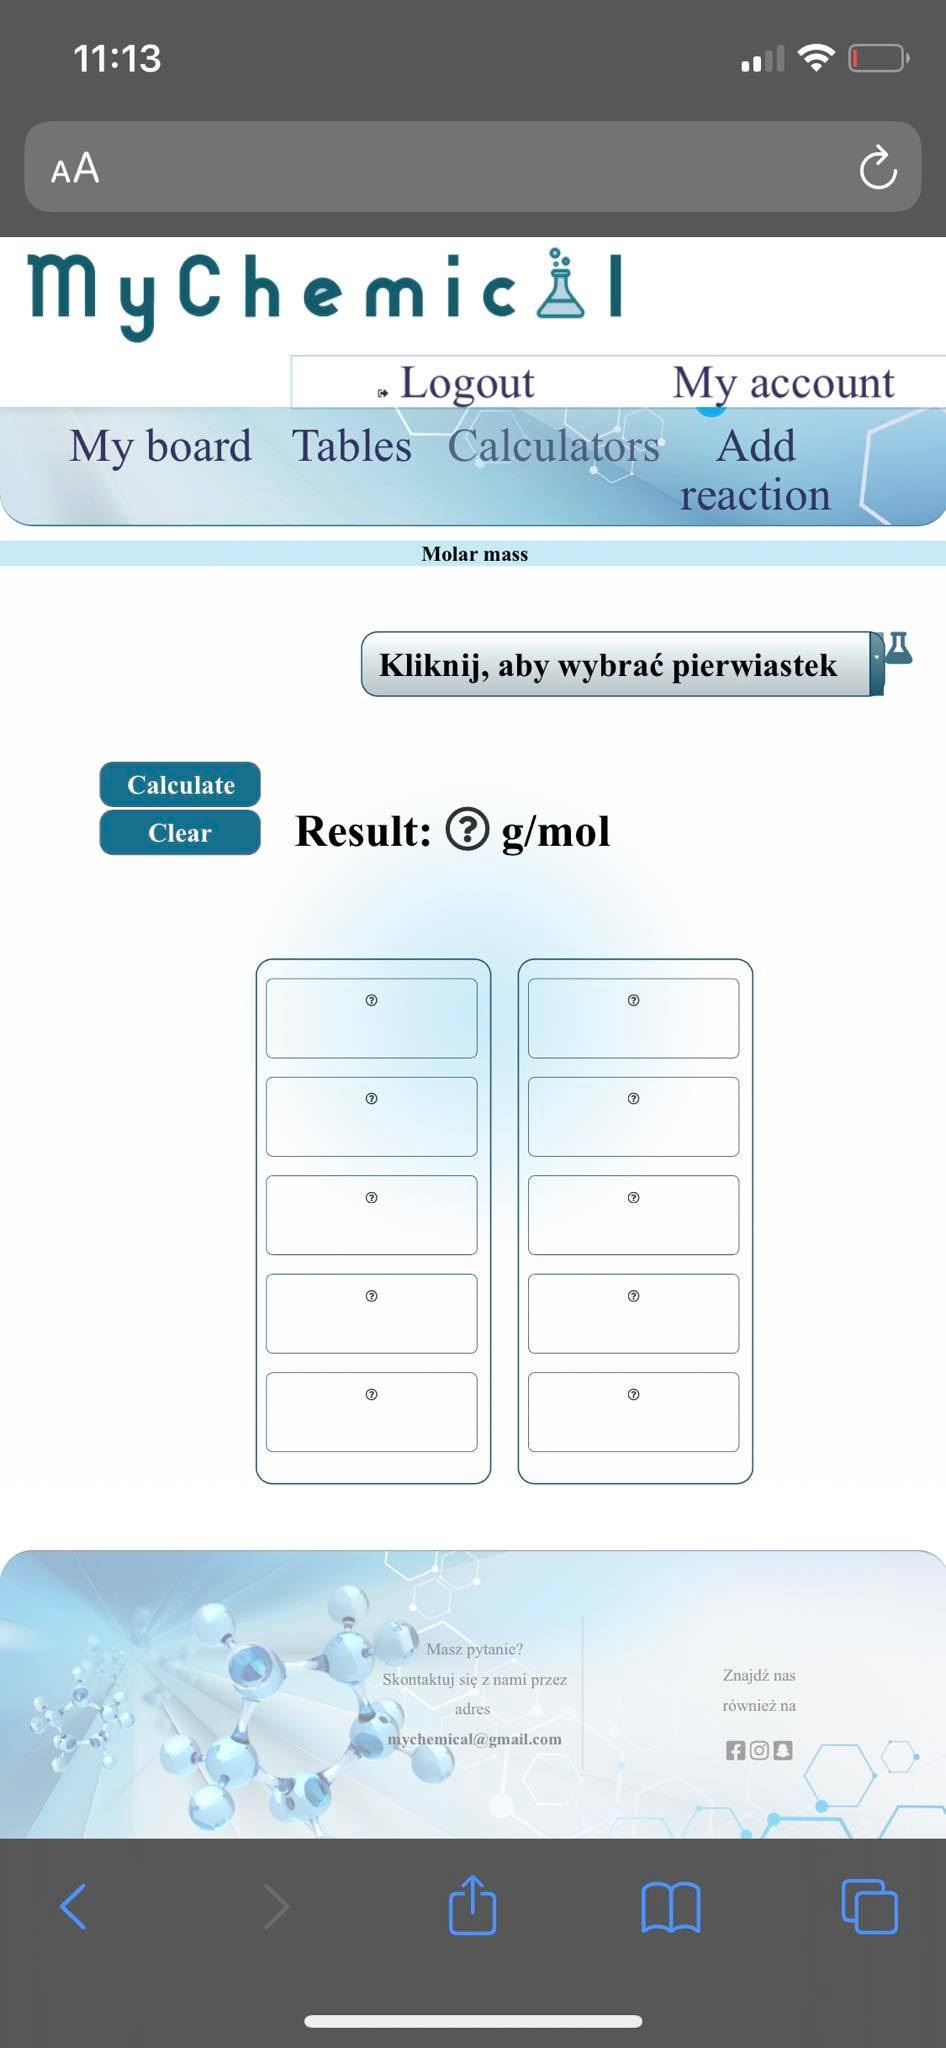 11:13
AA
MyChemical
Logout My account
My board Tables Calculators Add
reaction
Molar mass
Kliknij, aby wybrać pierwiastek
Calculate
Clear
Result: ? g/mol
? ?
? ?
? ?
? ?
? ?
Masz pytanie?
Skontaktuj się z nami przez
adres
mychemical@gmail.com
Znajdź nas
również na